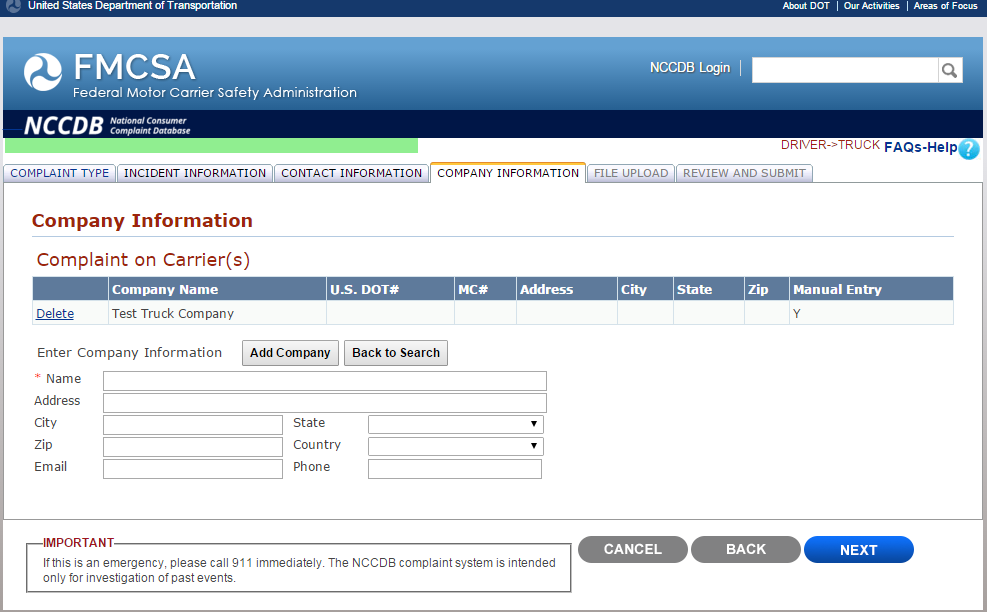 United States Department of Transportation
About DOT | Our Activities | Areas of Focus
FMCSA
Federal Motor Carrier Safety Administration
NCCDB Login |
NCCDB National Consumer
Complaint Database
DRIVER->TRUCK FAQs-Help ?
COMPLAINT TYPE INCIDENT INFORMATION CONTACT INFORMATION COMPANY INFORMATION FILE UPLOAD REVIEW AND SUBMIT
Company Information
Complaint on Carrier(s)
Company Name U.S. DOT# MC# Address City State Zip Manual Entry
Delete Test Truck Company Y
Enter Company Information Add Company Back to Search
* Name
Address
City State
Zip Country
Email Phone
IMPORTANT
If this is an emergency, please call 911 immediately. The NCCDB complaint system is intended
only for investigation of past events.
CANCEL BACK NEXT